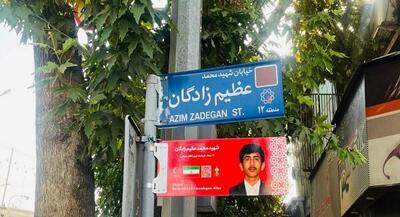 خیابان شهید محمد
عظیم زادگان
AZIM ZADEGAN ST.
منطقه ۱۲
شهید محمد عظیم زادگان